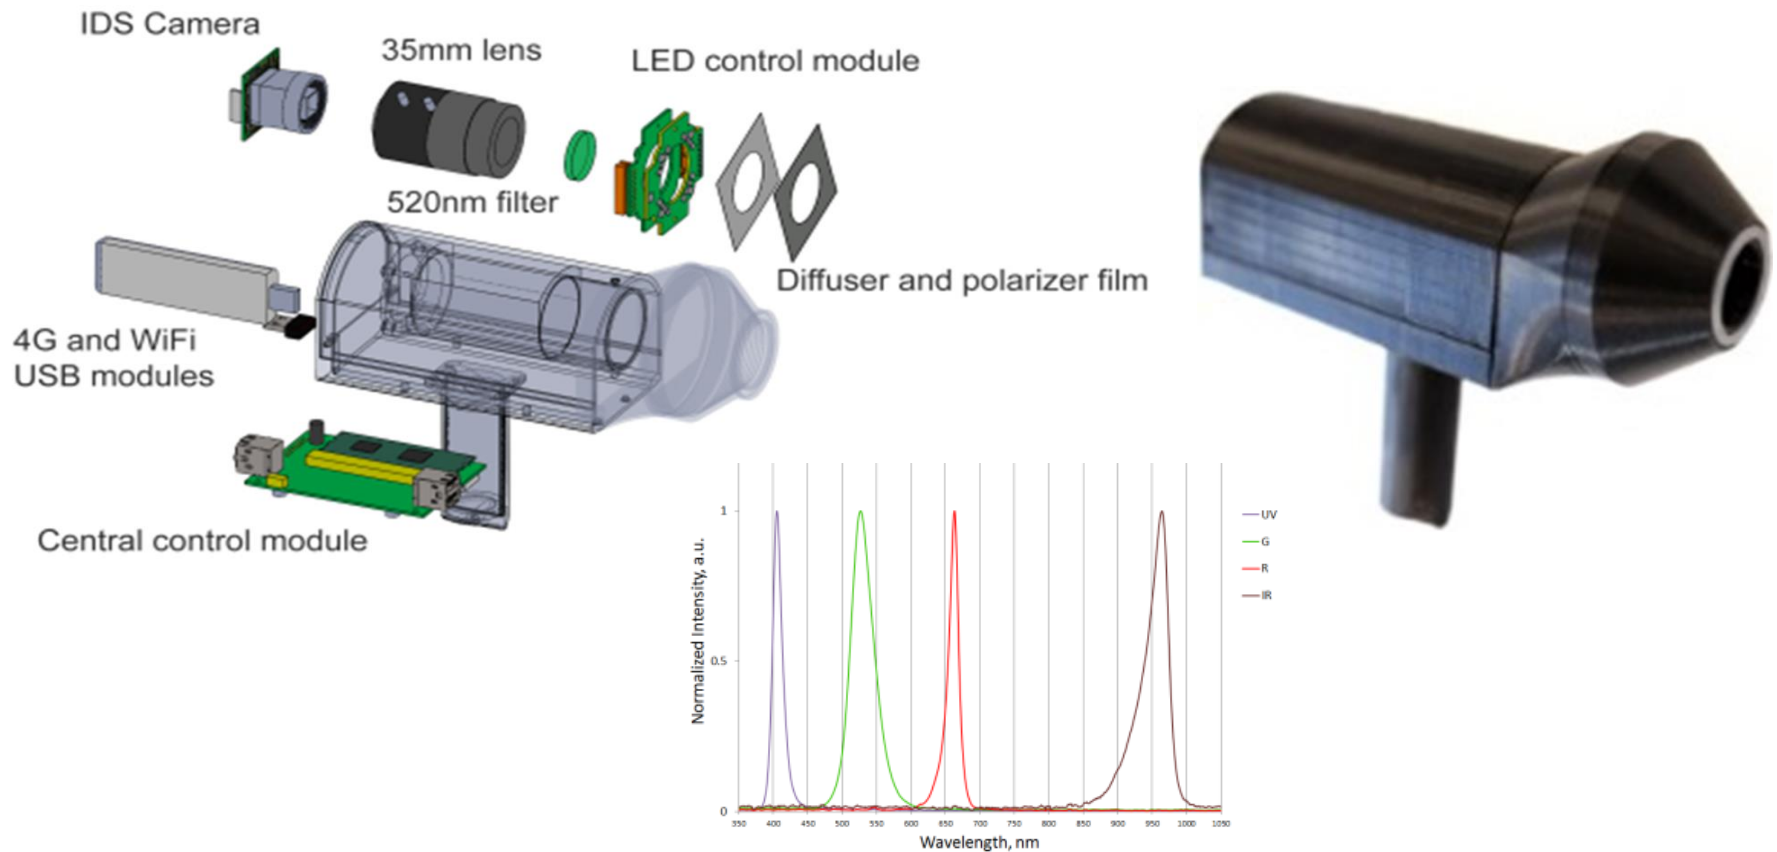 IDS Camera
35mm lens
LED control module
520nm filter
Diffuser and polarizer film
4G and WiFi
USB modules
Central control module
1
0.5
0
Normalized Intensity, a.u.
350 400 450 500 550 600 650 700 750 800 850 900 950 1000 1050
Wavelength, nm
UV
G
R
IR